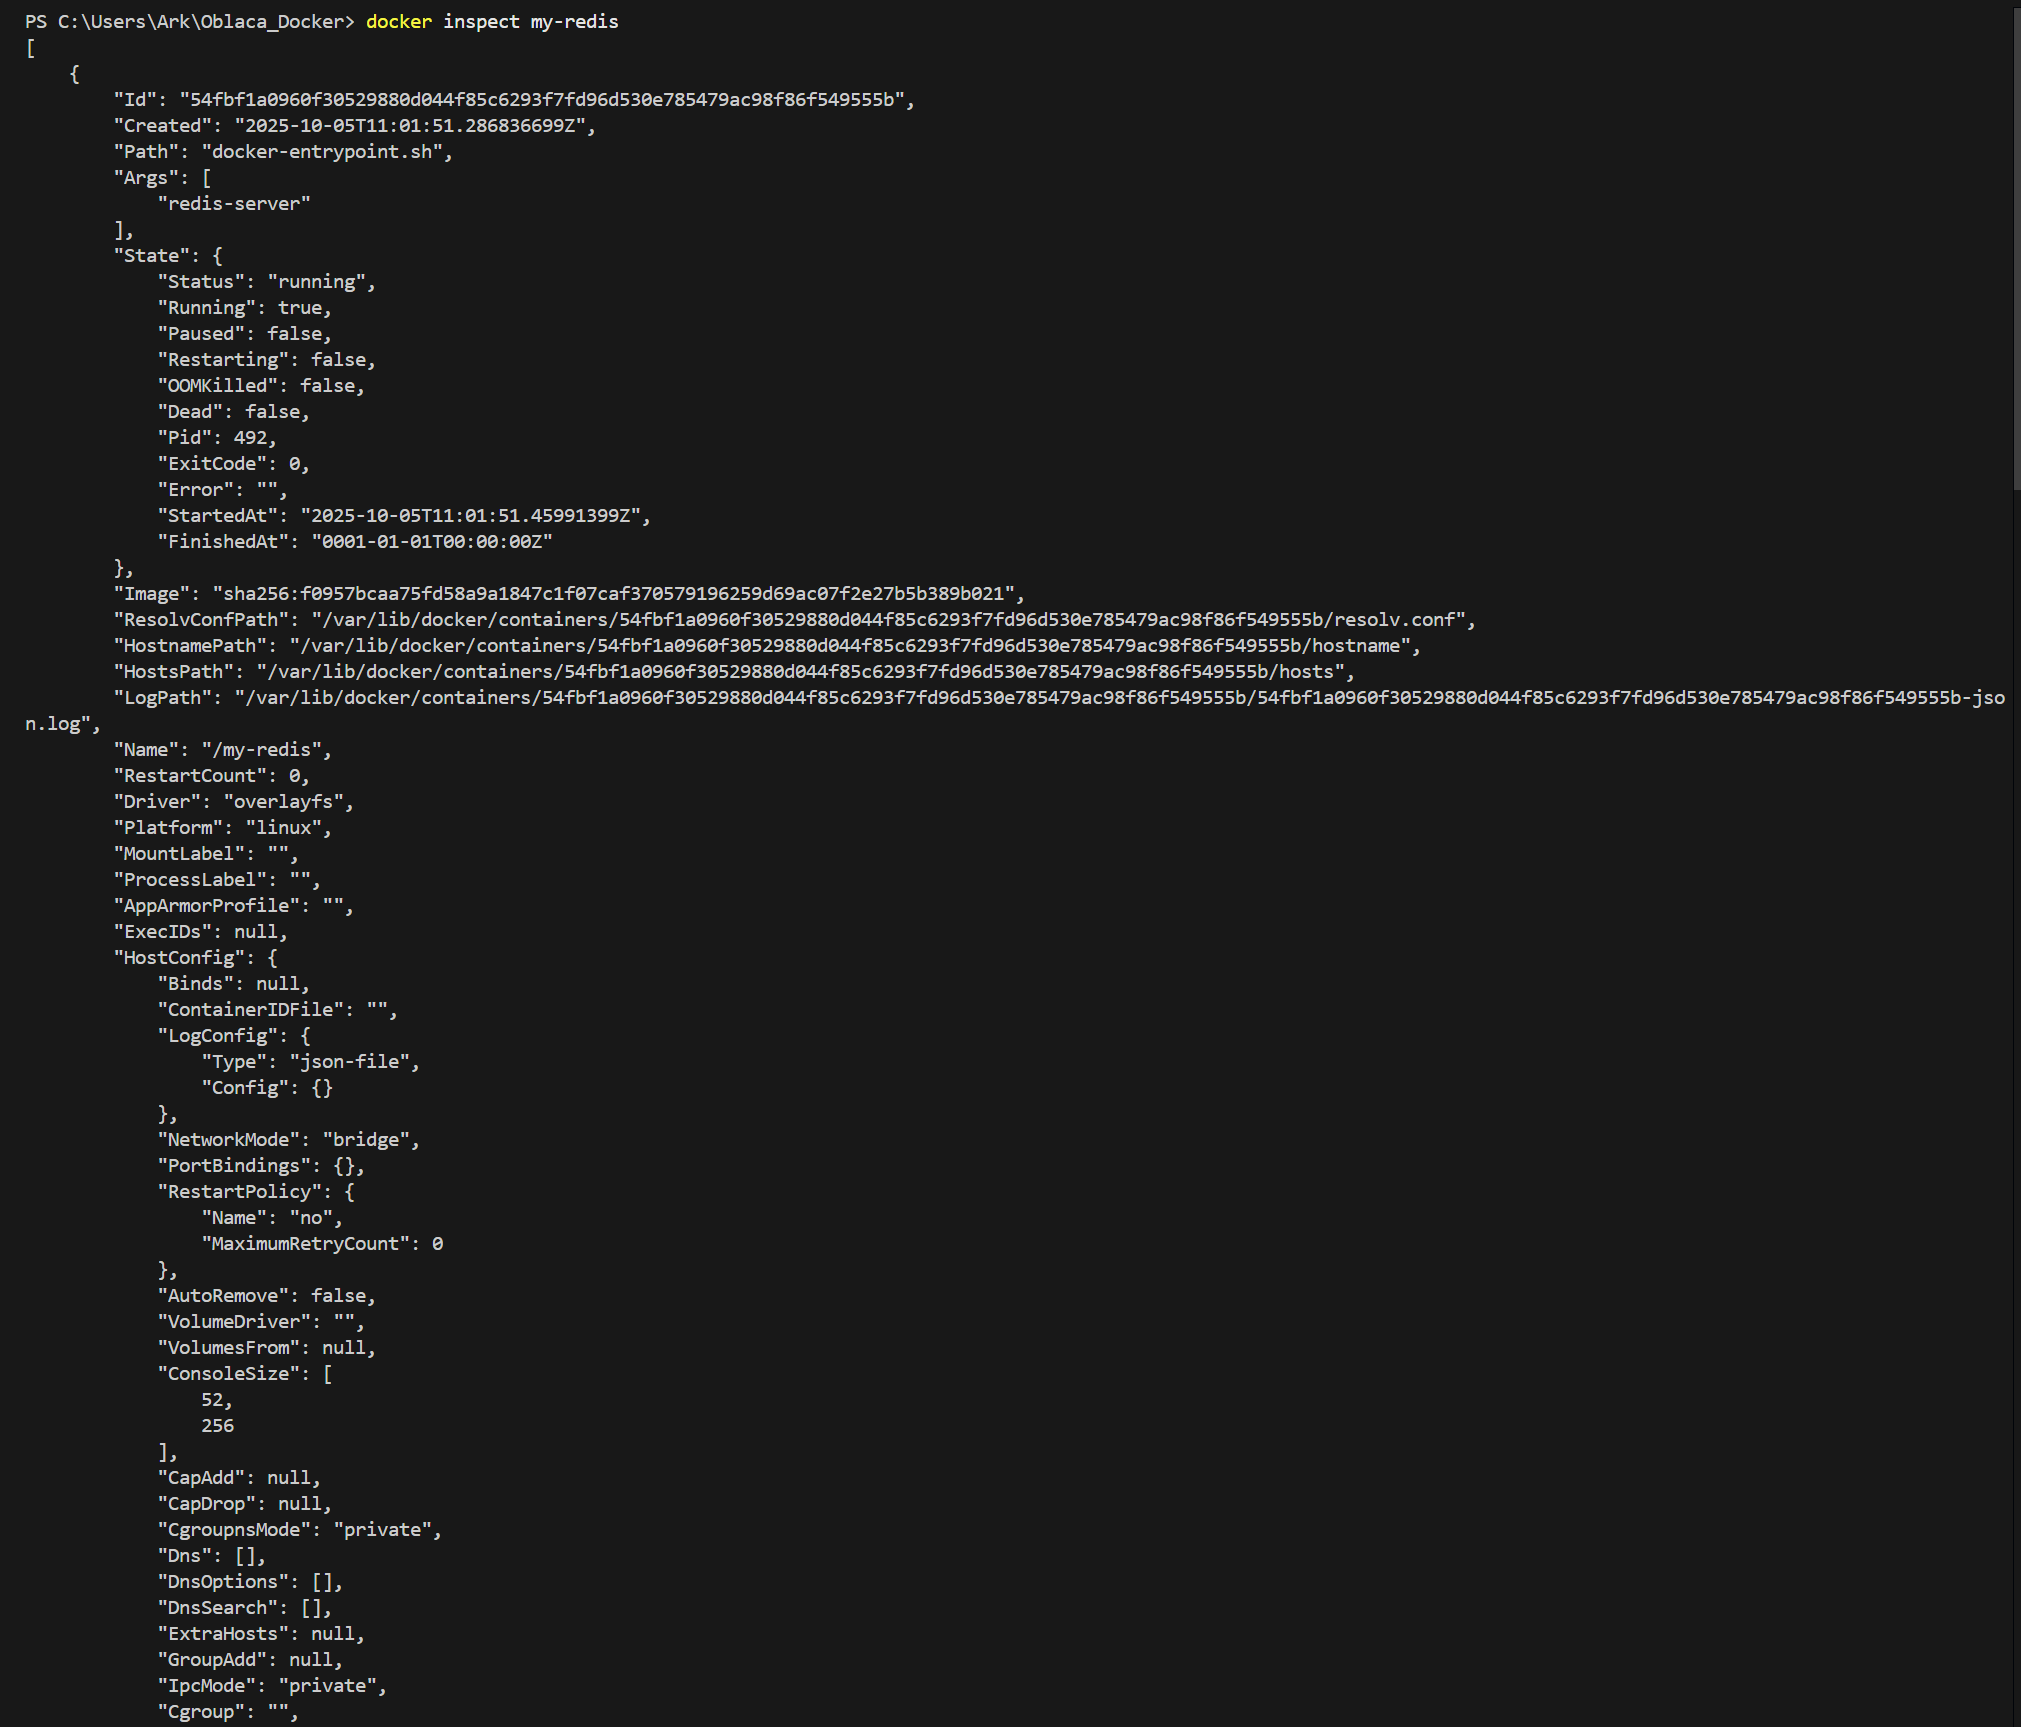 PS C:\Users\Ark\Oblaca_Docker> docker inspect my-redis
[
    {
        "Id": "54fbf1a0960f30529880d044f85c6293f7fd96d530e785479ac98f86f549555b",
        "Created": "2025-10-05T11:01:51.286836699Z",
        "Path": "docker-entrypoint.sh",
        "Args": [
            "redis-server"
        ],
        "State": {
            "Status": "running",
            "Running": true,
            "Paused": false,
            "Restarting": false,
            "OOMKilled": false,
            "Dead": false,
            "Pid": 492,
            "ExitCode": 0,
            "Error": "",
            "StartedAt": "2025-10-05T11:01:51.45991399Z",
            "FinishedAt": "0001-01-01T00:00:00Z"
        },
        "Image": "sha256:f0957bcaa75fd58a9a1847c1f07caf370579196259d69ac07f2e27b5b389b021",
        "ResolvConfPath": "/var/lib/docker/containers/54fbf1a0960f30529880d044f85c6293f7fd96d530e785479ac98f86f549555b/resolv.conf",
        "HostnamePath": "/var/lib/docker/containers/54fbf1a0960f30529880d044f85c6293f7fd96d530e785479ac98f86f549555b/hostname",
        "HostsPath": "/var/lib/docker/containers/54fbf1a0960f30529880d044f85c6293f7fd96d530e785479ac98f86f549555b/hosts",
        "LogPath": "/var/lib/docker/containers/54fbf1a0960f30529880d044f85c6293f7fd96d530e785479ac98f86f549555b/54fbf1a0960f30529880d044f85c6293f7fd96d530e785479ac98f86f549555b-jso
n.log",
        "Name": "/my-redis",
        "RestartCount": 0,
        "Driver": "overlayfs",
        "Platform": "linux",
        "MountLabel": "",
        "ProcessLabel": "",
        "AppArmorProfile": "",
        "ExecIDs": null,
        "HostConfig": {
            "Binds": null,
            "ContainerIDFile": "",
            "LogConfig": {
                "Type": "json-file",
                "Config": {}
            },
            "NetworkMode": "bridge",
            "PortBindings": {},
            "RestartPolicy": {
                "Name": "no",
                "MaximumRetryCount": 0
            },
            "AutoRemove": false,
            "VolumeDriver": "",
            "VolumesFrom": null,
            "ConsoleSize": [
                52,
                256
            ],
            "CapAdd": null,
            "CapDrop": null,
            "CgroupnsMode": "private",
            "Dns": [],
            "DnsOptions": [],
            "DnsSearch": [],
            "ExtraHosts": null,
            "GroupAdd": null,
            "IpcMode": "private",
            "Cgroup": "",